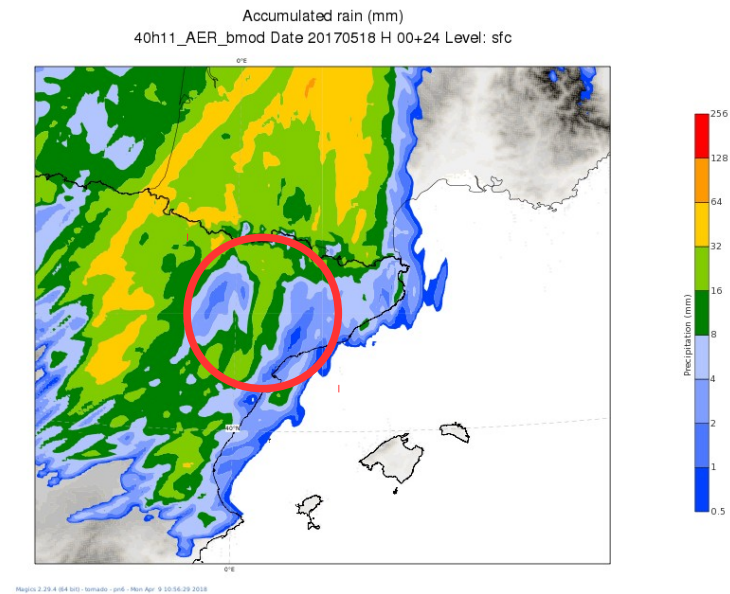 Accumulated rain (mm)
40h11_AER_bmod Date 20170518 H 00+24 Level: sfc
0°E
256
128
64
32
16
8
4
2
1
0.5
Precipitation (mm)
40°N
0°E
Magics 2.29.4 (64 bit) - tornado - pn6 - Mon Apr 9 10:56:29 2018